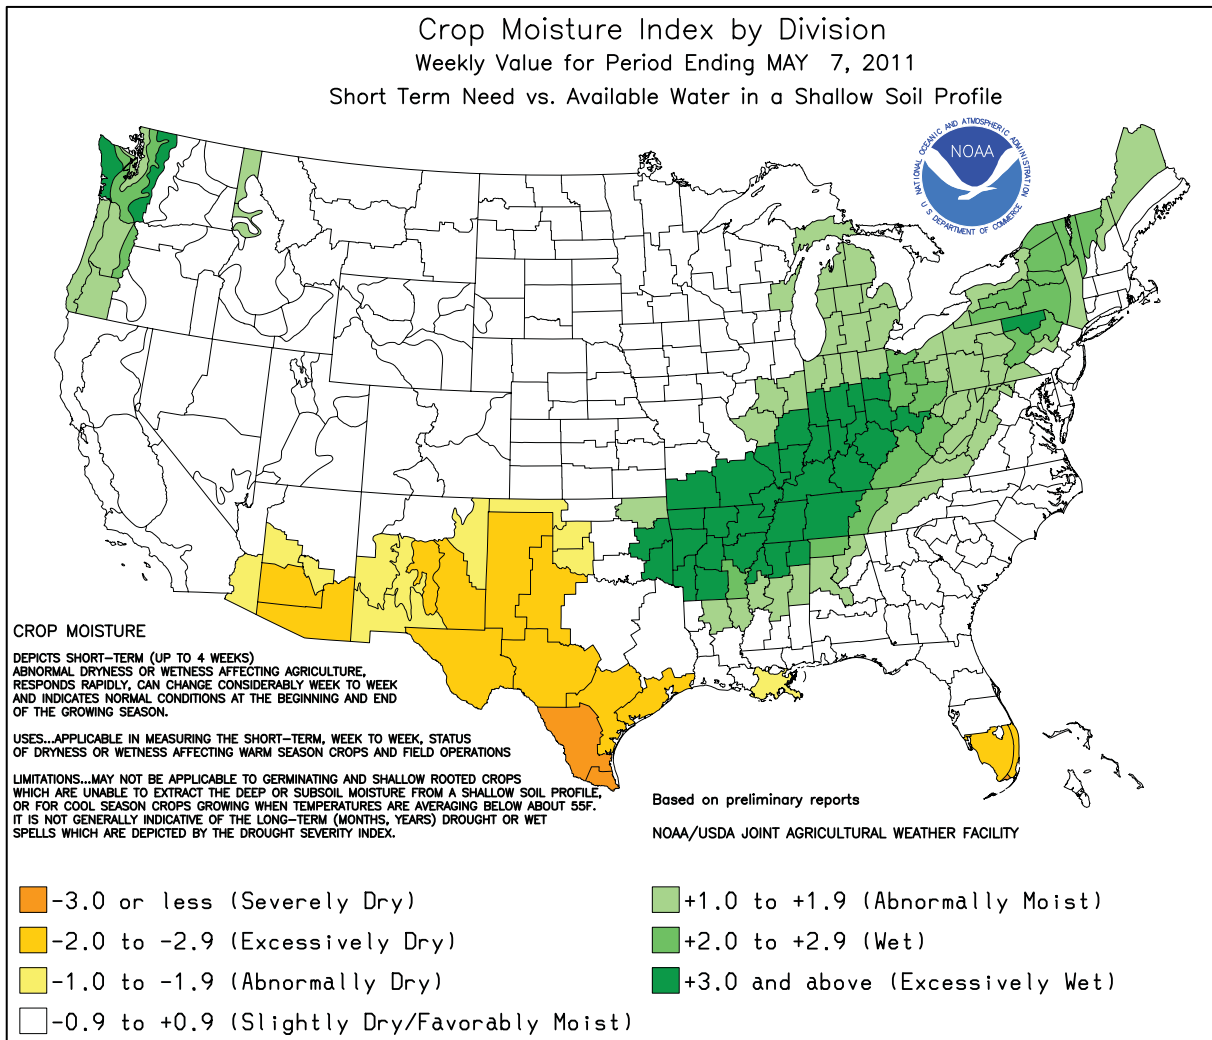 Crop Moisture Index by Division
Weekly Value for Period Ending MAY 7, 2011
Short Term Need vs. Available Water in a Shallow Soil Profile
NATIONAL OCEANIC AND ATMOSPHERIC ADMINISTRATION
NOAA
U S DEPARTMENT OF COMMERCE
CROP MOISTURE
DEPICTS SHORT-TERM (UP TO 4 WEEKS)
ABNORMAL DRYNESS OR WETNESS AFFECTING AGRICULTURE,
RESPONDS RAPIDLY, CAN CHANGE CONSIDERABLY WEEK TO WEEK
AND INDICATES NORMAL CONDITIONS AT THE BEGINNING AND END
OF THE GROWING SEASON.
USES...APPLICABLE IN MEASURING THE SHORT-TERM, WEEK TO WEEK, STATUS
OF DRYNESS OR WETNESS AFFECTING WARM SEASON CROPS AND FIELD OPERATIONS
LIMITATIONS...MAY NOT BE APPLICABLE TO GERMINATING AND SHALLOW ROOTED CROPS
WHICH ARE UNABLE TO EXTRACT THE DEEP OR SUBSOIL MOISTURE FROM A SHALLOW SOIL PROFILE,
OR FOR COOL SEASON CROPS GROWING WHEN TEMPERATURES ARE AVERAGING BELOW ABOUT 55F.
IT IS NOT GENERALLY INDICATIVE OF THE LONG-TERM (MONTHS, YEARS) DROUGHT OR WET
SPELLS WHICH ARE DEPICTED BY THE DROUGHT SEVERITY INDEX.
Based on preliminary reports
NOAA/USDA JOINT AGRICULTURAL WEATHER FACILITY
-3.0 or less (Severely Dry)
-2.0 to -2.9 (Excessively Dry)
-1.0 to -1.9 (Abnormally Dry)
-0.9 to +0.9 (Slightly Dry/Favorably Moist)
+1.0 to +1.9 (Abnormally Moist)
+2.0 to +2.9 (Wet)
+3.0 and above (Excessively Wet)